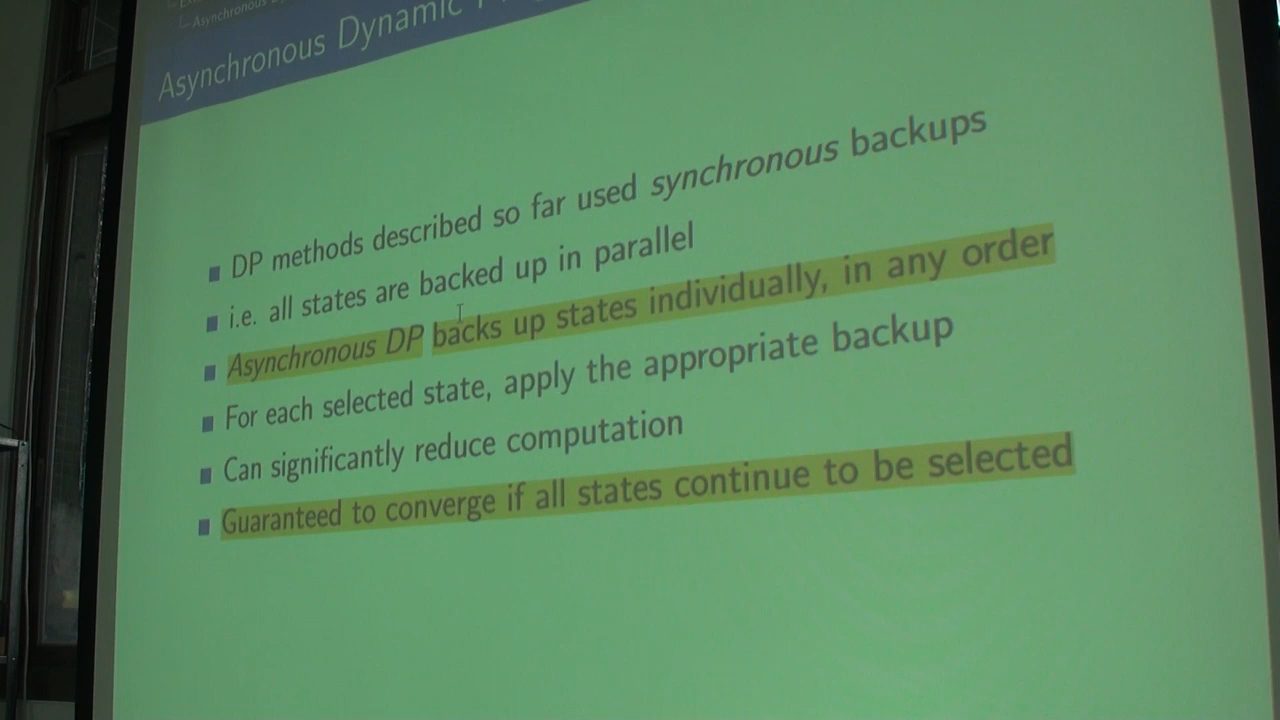 Asynchronous
Asynchronous Dynamic
DP methods described so far used synchronous backups
i.e. all states are backed up in parallel
Asynchronous DP backs up states individually, in any order
For each selected state, apply the appropriate backup
Can significantly reduce computation
Guaranteed to converge if all states continue to be selected